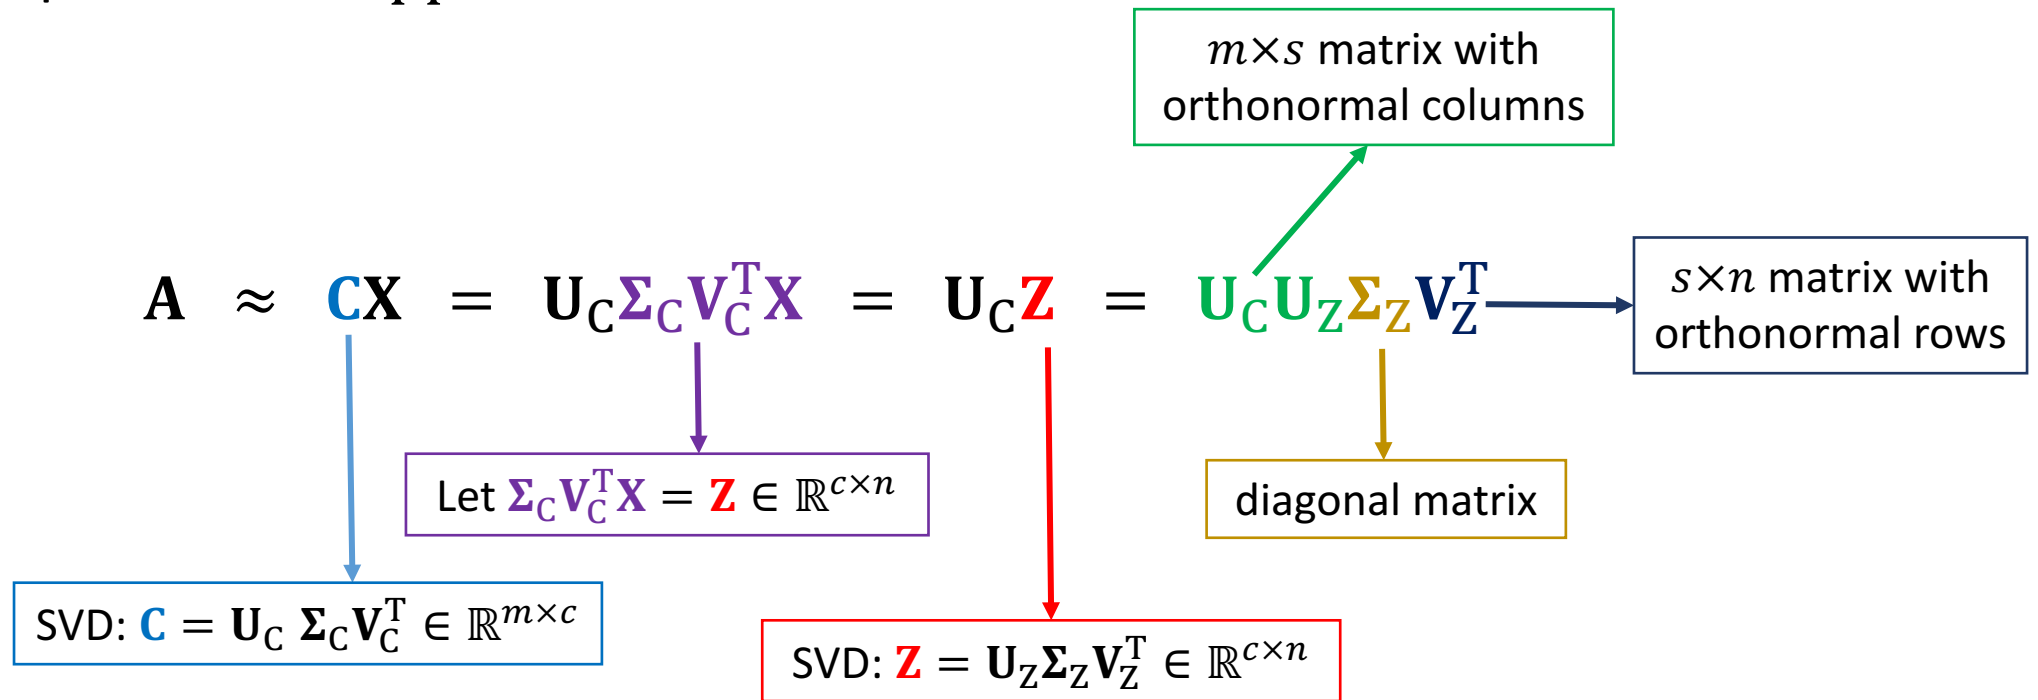 m×s matrix with
orthonormal columns
A ≈ CX = U_C Σ_C V_C^T X = U_C Z = U_C U_Z Σ_Z V_Z^T
s×n matrix with
orthonormal rows
Let Σ_C V_C^T X = Z ∈ ℝ^{c×n}
diagonal matrix
SVD: C = U_C Σ_C V_C^T ∈ ℝ^{m×c}
SVD: Z = U_Z Σ_Z V_Z^T ∈ ℝ^{c×n}